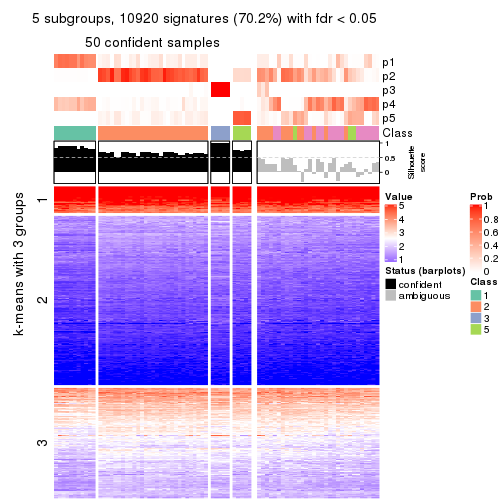 5 subgroups, 10920 signatures (70.2%) with fdr < 0.05
50 confident samples
p1
p2
p3
p4
p5
Class
1
0.5
0
Silhouette
score
k-means with 3 groups
1
2
3
Value
5
4
3
2
1
Status (barplots)
confident
ambiguous
Prob
1
0.8
0.6
0.4
0.2
0
Class
1
2
3
5